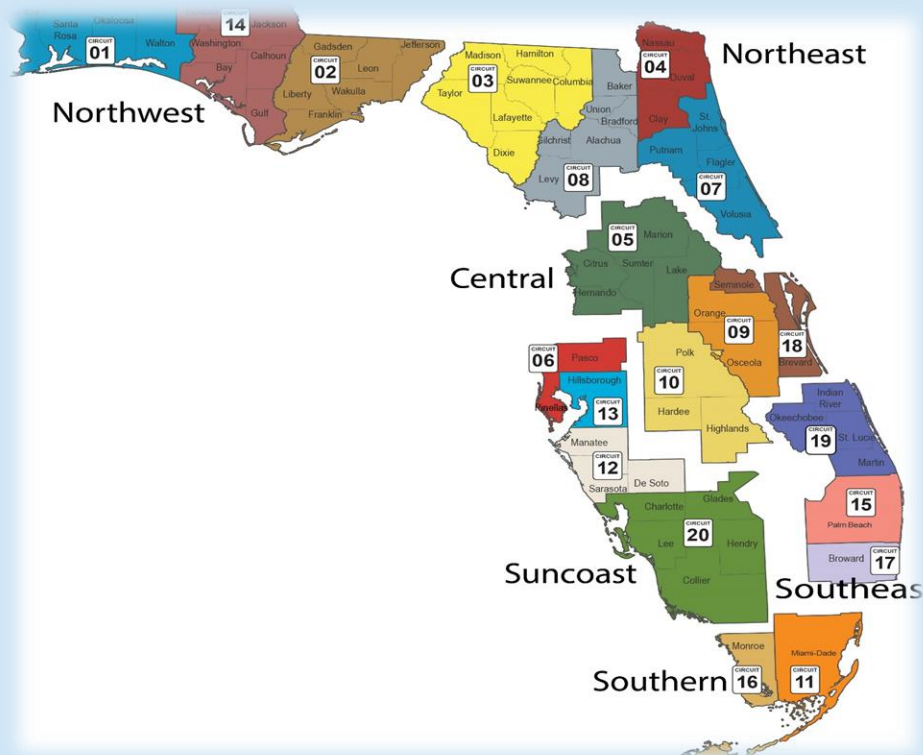 Okaloosa
Santa
Rosa
CIRCUIT
01
Walton
CIRCUIT
14
Jackson
Washington
Bay
Calhoun
Gulf
Northwest
Gadsden
Jefferson
CIRCUIT
02
Leon
Liberty
Wakulla
Franklin
Madison
Hamilton
CIRCUIT
03
Taylor
Suwannee
Columbia
Lafayette
Dixie
Baker
Union
Bradford
Gilchrist
Alachua
Levy
CIRCUIT
08
Nassau
CIRCUIT
04
Duval
Clay
Northeast
St.
Johns
Putnam
Flagler
CIRCUIT
07
Volusia
CIRCUIT
05
Marion
Citrus
Sumter
Lake
Hernando
Central
Seminole
Orange
CIRCUIT
09
Osceola
CIRCUIT
18
Brevard
CIRCUIT
06
Pasco
Pinellas
Hillsborough
CIRCUIT
13
Polk
CIRCUIT
10
Hardee
Highlands
Manatee
CIRCUIT
12
Sarasota
De Soto
Indian
River
Okeechobee
CIRCUIT
19
St. Lucie
Martin
CIRCUIT
15
Palm Beach
Broward
CIRCUIT
17
Charlotte
Glades
CIRCUIT
20
Lee
Hendry
Collier
Suncoast
Southeas
Monroe
CIRCUIT
16
Miami-Dade
CIRCUIT
11
Southern